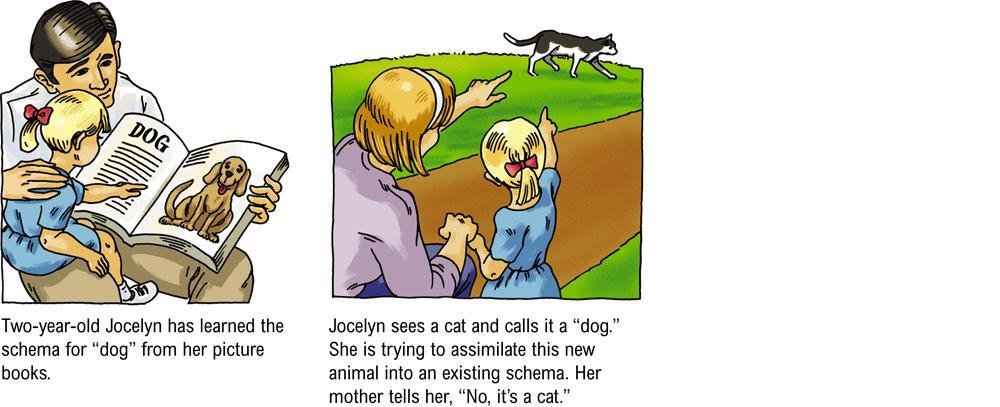 DOG
Two-year-old Jocelyn has learned the
schema for “dog” from her picture
books.
Jocelyn sees a cat and calls it a “dog.”
She is trying to assimilate this new
animal into an existing schema. Her
mother tells her, “No, it’s a cat.”